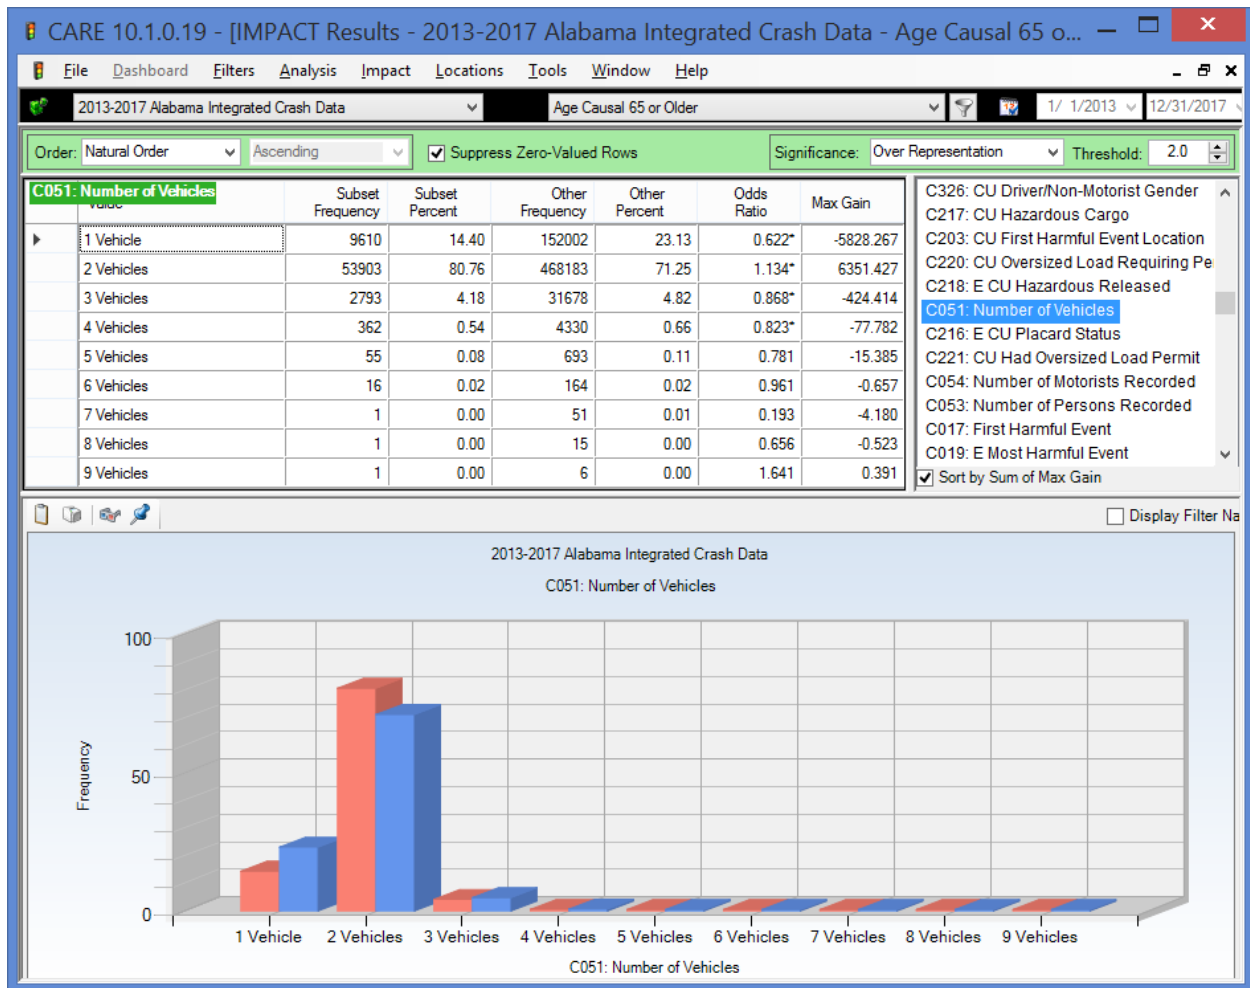 CARE 10.1.0.19 - [IMPACT Results - 2013-2017 Alabama Integrated Crash Data - Age Causal 65 o...
File Dashboard Filters Analysis Impact Locations Tools Window Help
2013-2017 Alabama Integrated Crash Data Age Causal 65 or Older 1/ 1/2013 12/31/2017
Order: Natural Order Ascending Suppress Zero-Valued Rows Significance: Over Representation Threshold: 2.0
C051: Number of Vehicles
Subset Frequency Subset Percent Other Frequency Other Percent Odds Ratio Max Gain
1 Vehicle 9610 14.40 152002 23.13 0.622* -5828.267
2 Vehicles 53903 80.76 468183 71.25 1.134* 6351.427
3 Vehicles 2793 4.18 31678 4.82 0.868* -424.414
4 Vehicles 362 0.54 4330 0.66 0.823* -77.782
5 Vehicles 55 0.08 693 0.11 0.781 -15.385
6 Vehicles 16 0.02 164 0.02 0.961 -0.657
7 Vehicles 1 0.00 51 0.01 0.193 -4.180
8 Vehicles 1 0.00 15 0.00 0.656 -0.523
9 Vehicles 1 0.00 6 0.00 1.641 0.391
C326: CU Driver/Non-Motorist Gender
C217: CU Hazardous Cargo
C203: CU First Harmful Event Location
C220: CU Oversized Load Requiring Pe
C218: E CU Hazardous Released
C051: Number of Vehicles
C216: E CU Placard Status
C221: CU Had Oversized Load Permit
C054: Number of Motorists Recorded
C053: Number of Persons Recorded
C017: First Harmful Event
C019: E Most Harmful Event
Sort by Sum of Max Gain
Display Filter Na
2013-2017 Alabama Integrated Crash Data
C051: Number of Vehicles
100
50
0
Frequency
1 Vehicle 2 Vehicles 3 Vehicles 4 Vehicles 5 Vehicles 6 Vehicles 7 Vehicles 8 Vehicles 9 Vehicles
C051: Number of Vehicles